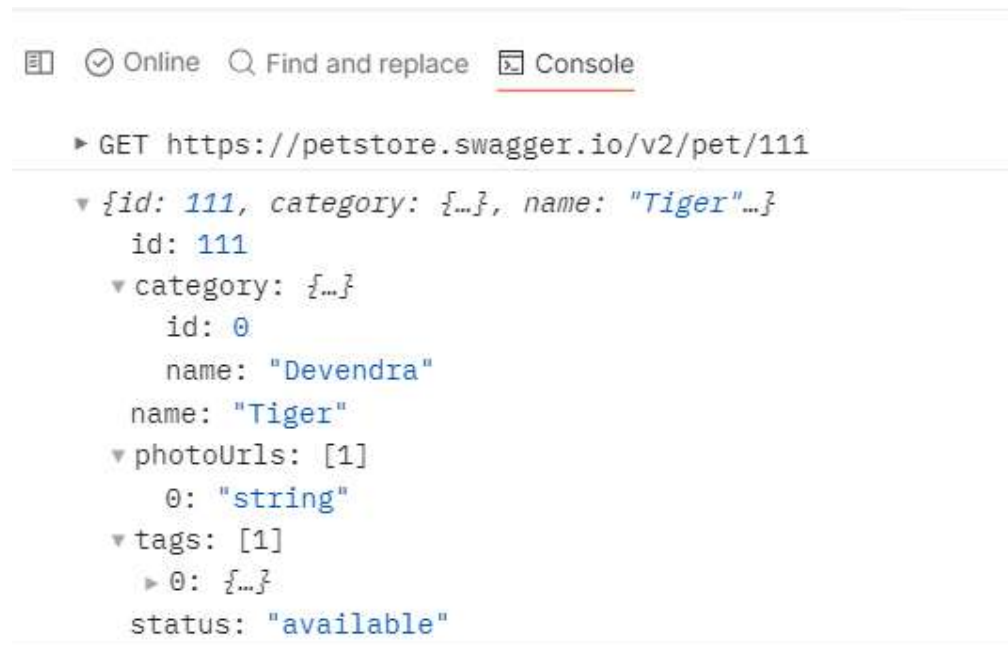 Online Find and replace Console
GET https://petstore.swagger.io/v2/pet/111
{id: 111, category: {…}, name: "Tiger"…}
id: 111
category: {…}
id: 0
name: "Devendra"
name: "Tiger"
photoUrls: [1]
0: "string"
tags: [1]
0: {…}
status: "available"